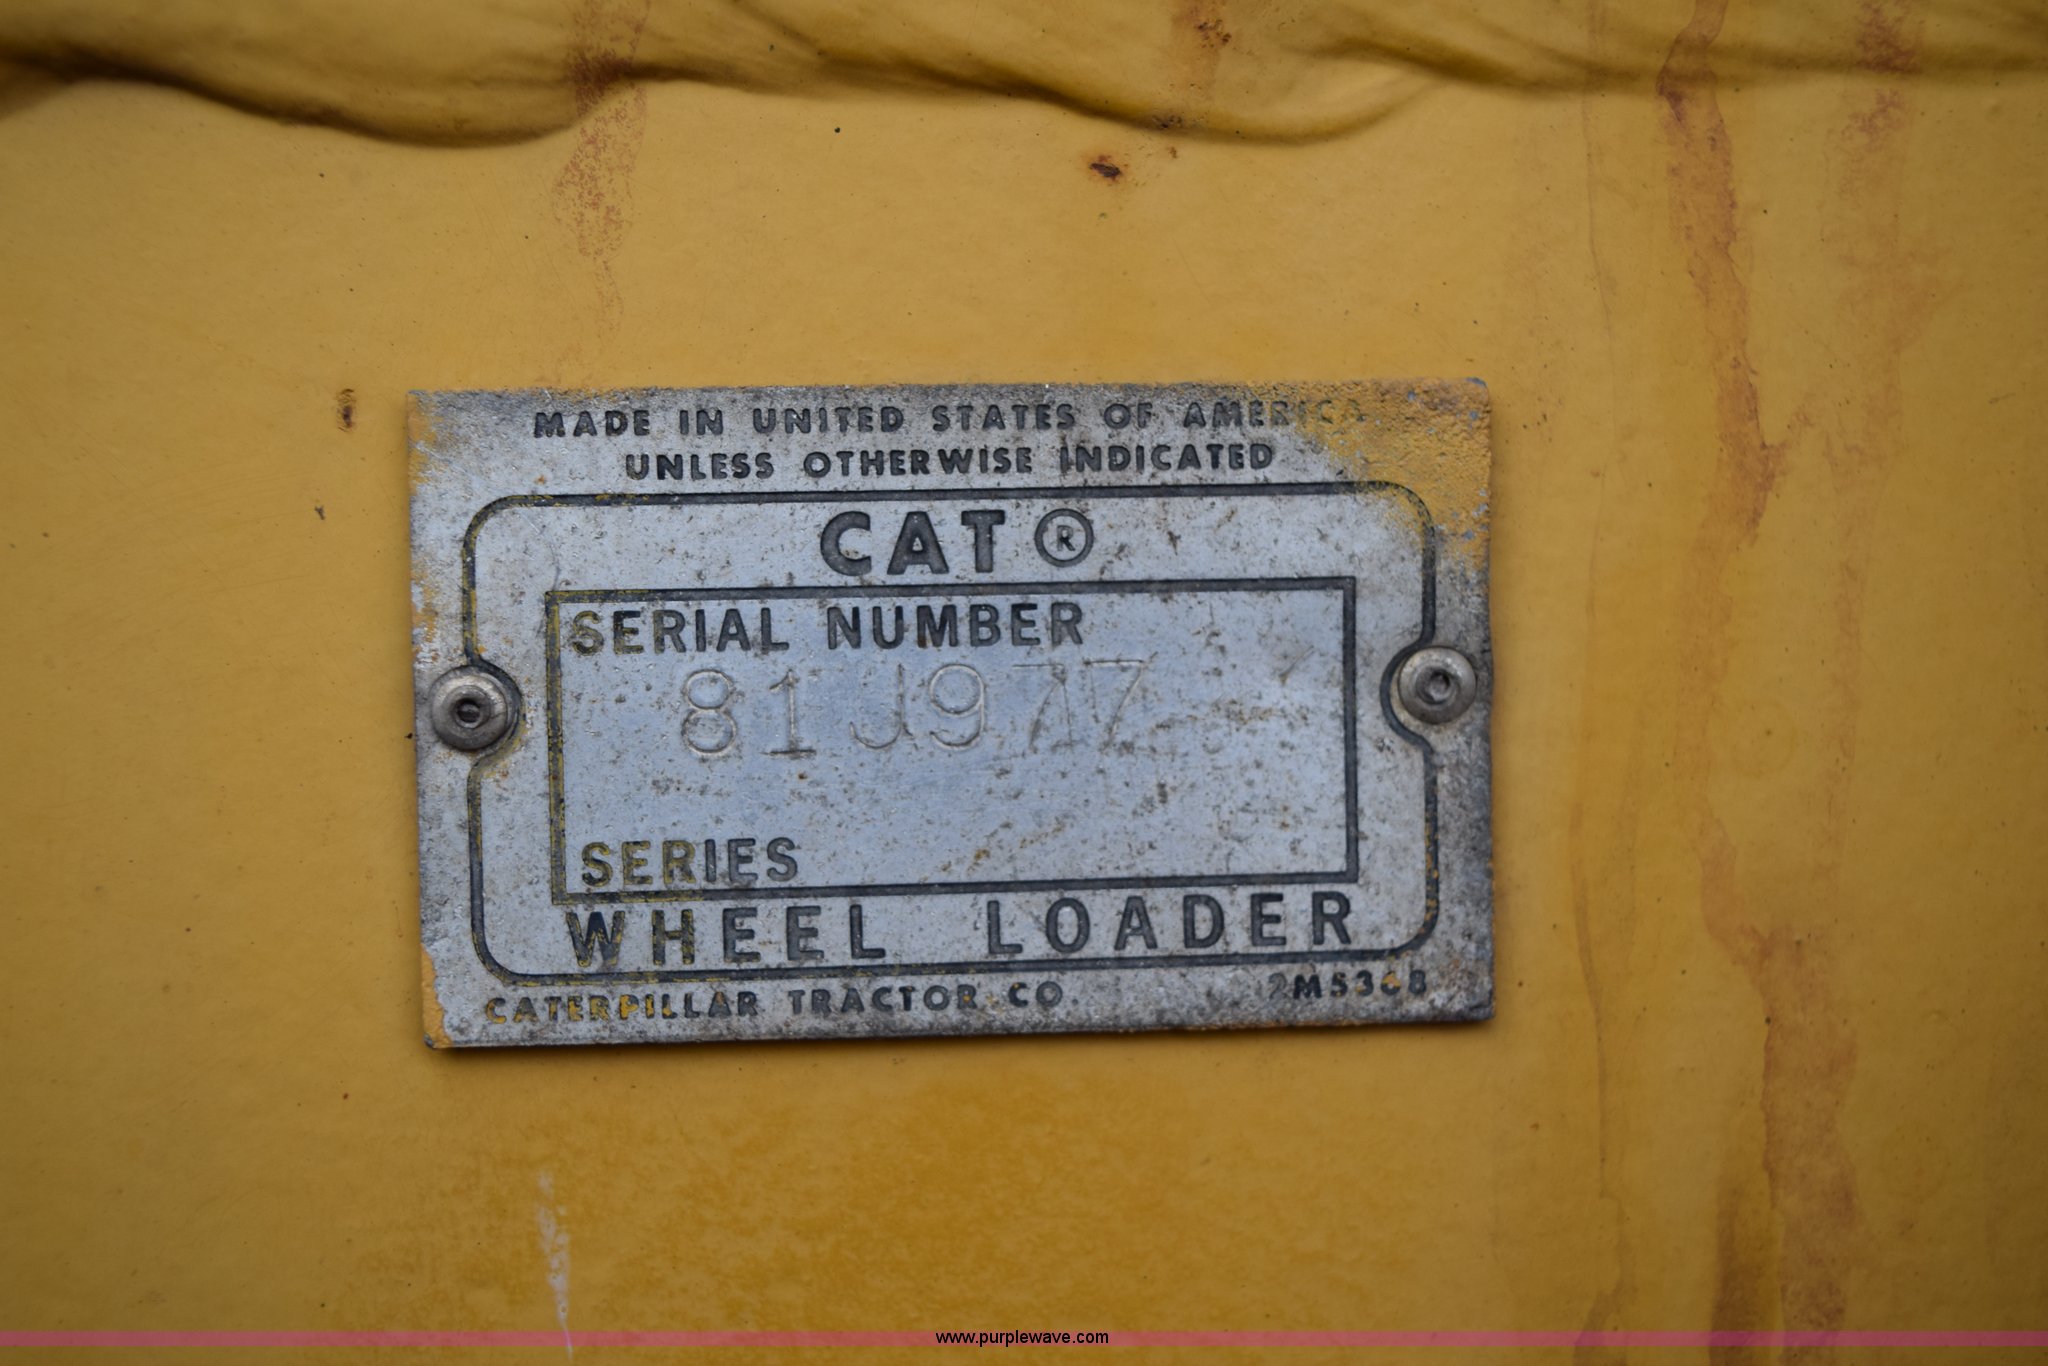 MADE IN UNITED STATES OF AMERICA
UNLESS OTHERWISE INDICATED
CAT ®
SERIAL NUMBER
81J977
SERIES
WHEEL LOADER
CATERPILLAR TRACTOR CO. 2M5368
www.purplewave.com